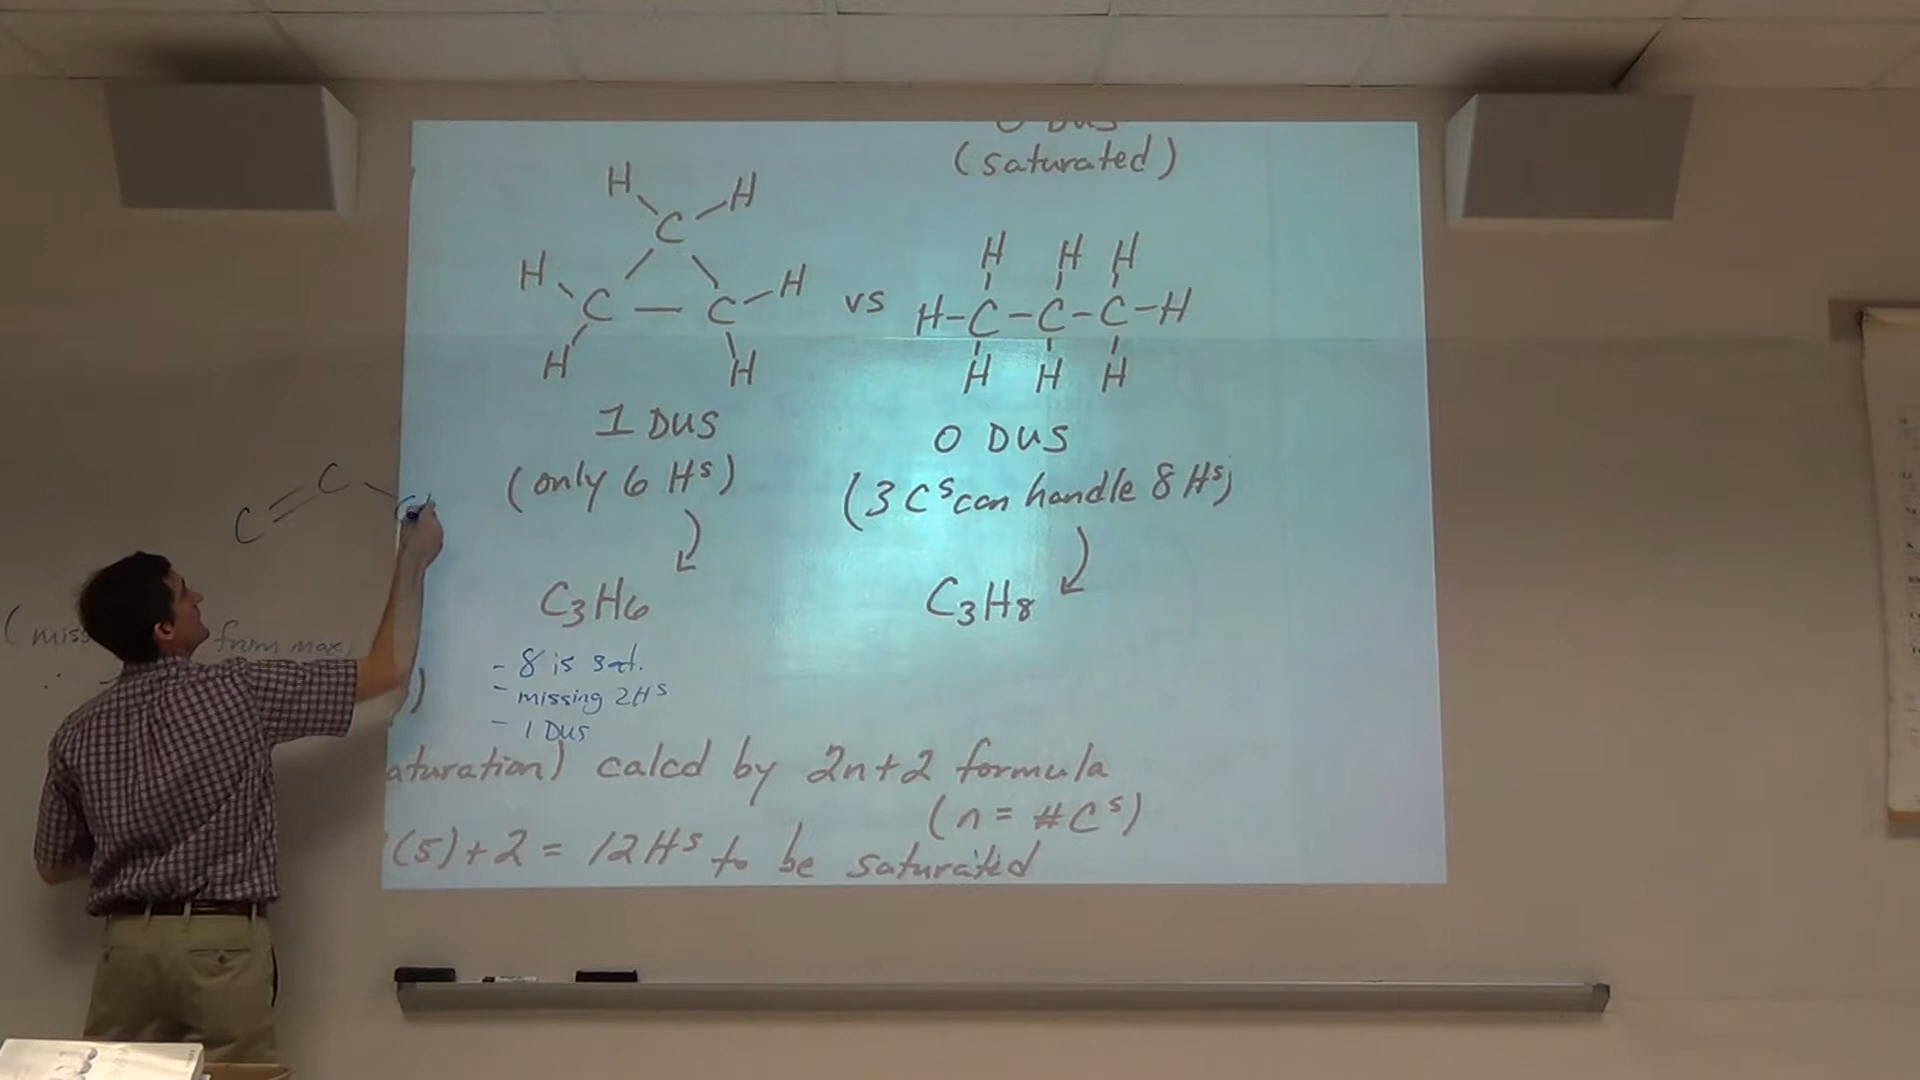 0 DUS
(saturated)
H H
C
H C — C H
H H
vs
H H H
H-C-C-C-H
H H H
1 DUS
(only 6 Hs)
C3H6
0 DUS
(3 Cs can handle 8 Hs)
C3H8
- 8 is sat.
- missing 2Hs
- 1 DUS
C=C-C
from max
aturation) calcd by 2n+2 formula
(n = #Cs)
(5)+2 = 12Hs to be saturated